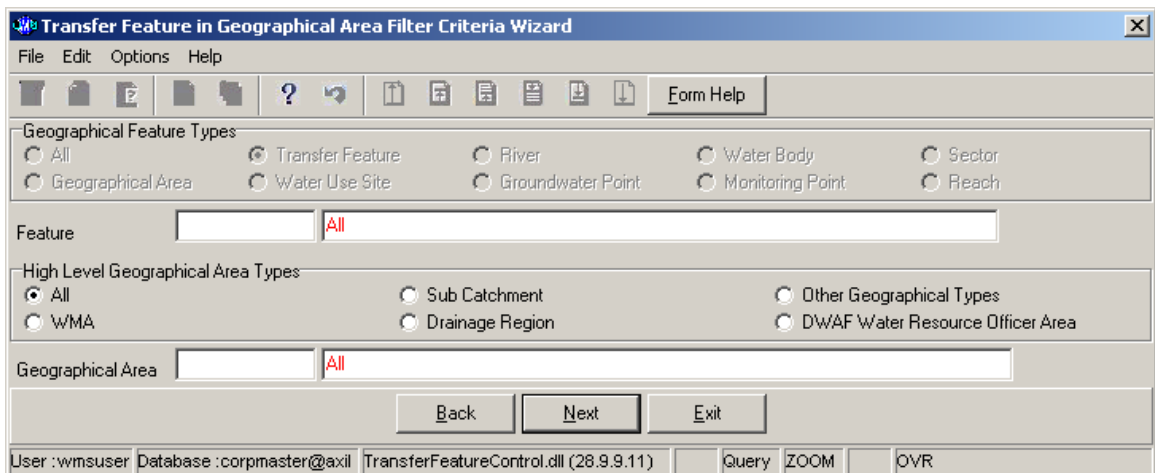 Transfer Feature in Geographical Area Filter Criteria Wizard
File Edit Options Help
? Form Help
Geographical Feature Types
All Transfer Feature River Water Body Sector
Geographical Area Water Use Site Groundwater Point Monitoring Point Reach
Feature All
High Level Geographical Area Types
All Sub Catchment Other Geographical Types
WMA Drainage Region DWAF Water Resource Officer Area
Geographical Area All
Back Next Exit
User :wmsuser Database :corpmaster@axil TransferFeatureControl.dll (28.9.9.11) Query ZOOM OVR